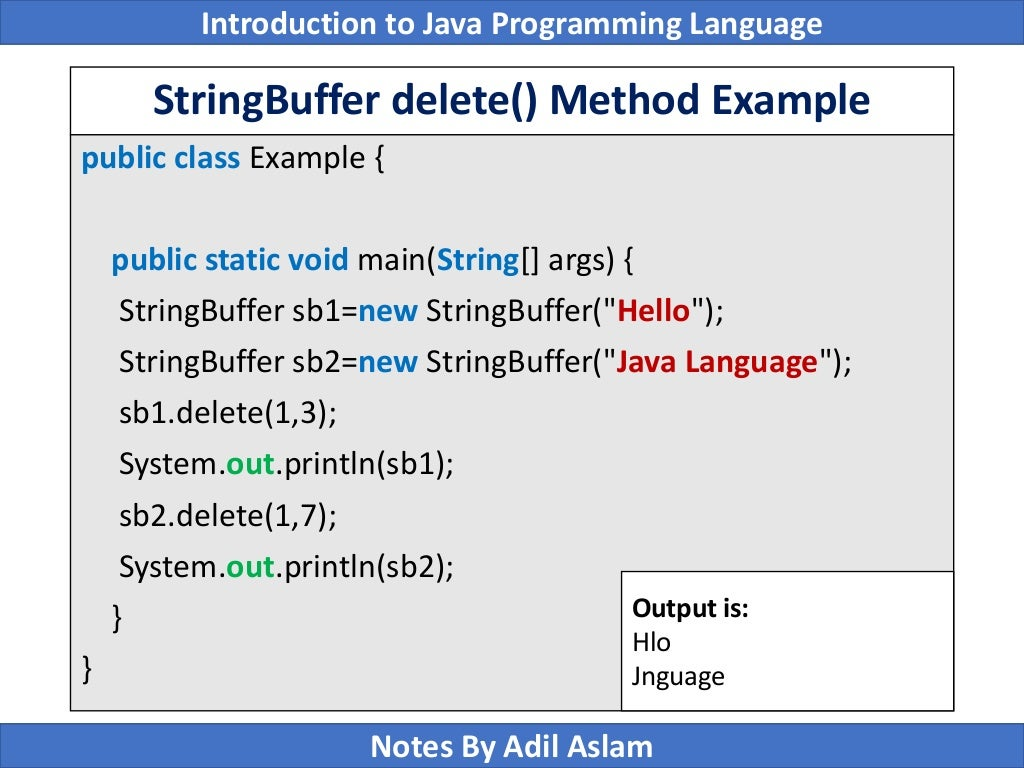 Introduction to Java Programming Language
StringBuffer delete() Method Example
public class Example {
public static void main(String[] args) {
StringBuffer sb1=new StringBuffer("Hello");
StringBuffer sb2=new StringBuffer("Java Language");
sb1.delete(1,3);
System.out.println(sb1);
sb2.delete(1,7);
System.out.println(sb2);
}
}
Output is:
Hlo
Jnguage
Notes By Adil Aslam